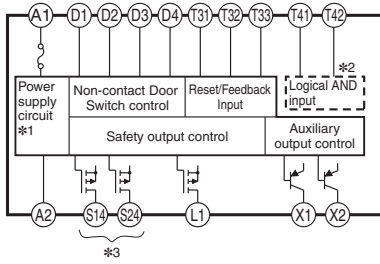 A1 D1 D2 D3 D4 T31 T32 T33 T41 T42
*2
Power supply circuit *1
Non-contact Door Switch control
Reset/Feedback Input
Logical AND input
Safety output control
Auxiliary output control
A2 S14 S24 L1 X1 X2
*3